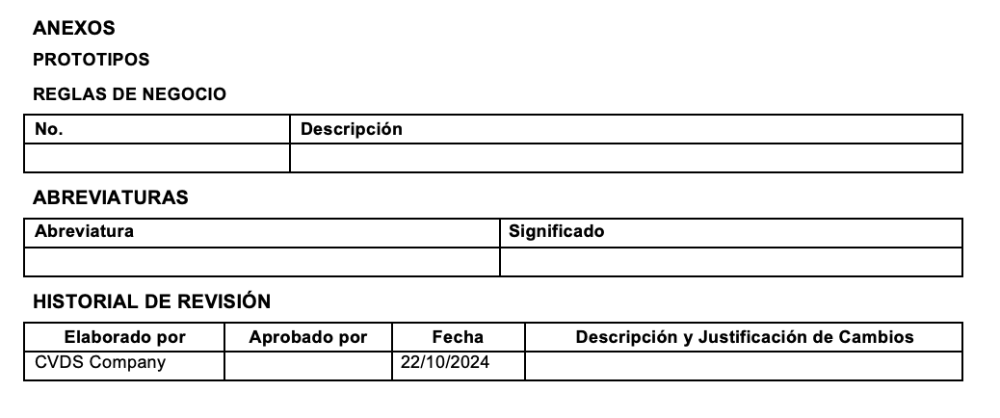 ANEXOS
PROTOTIPOS
REGLAS DE NEGOCIO
No. Descripción
ABREVIATURAS
Abreviatura Significado
HISTORIAL DE REVISIÓN
Elaborado por Aprobado por Fecha Descripción y Justificación de Cambios
CVDS Company 22/10/2024